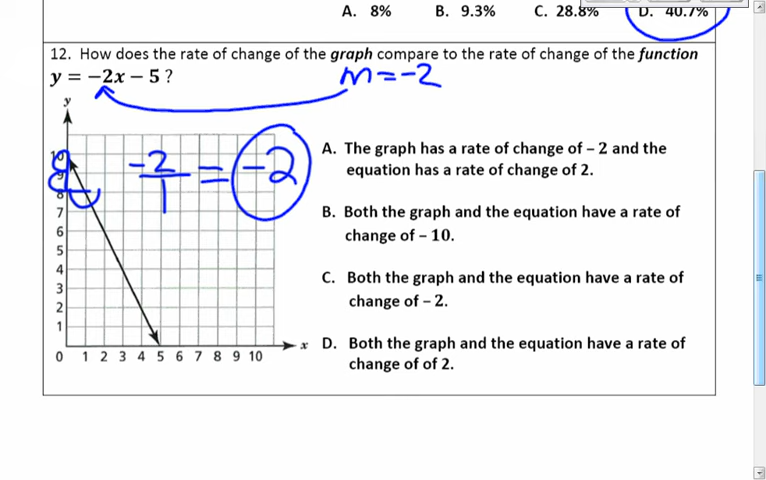 A. 8% B. 9.3% C. 28.8% D. 40.7%
12. How does the rate of change of the graph compare to the rate of change of the function
y = −2x − 5 ?
m=-2
y
-2/1 = -2
10
9
8
7
6
5
4
3
2
1
0 1 2 3 4 5 6 7 8 9 10
x
A. The graph has a rate of change of – 2 and the
equation has a rate of change of 2.
B. Both the graph and the equation have a rate of
change of – 10.
C. Both the graph and the equation have a rate of
change of – 2.
D. Both the graph and the equation have a rate of
change of of 2.